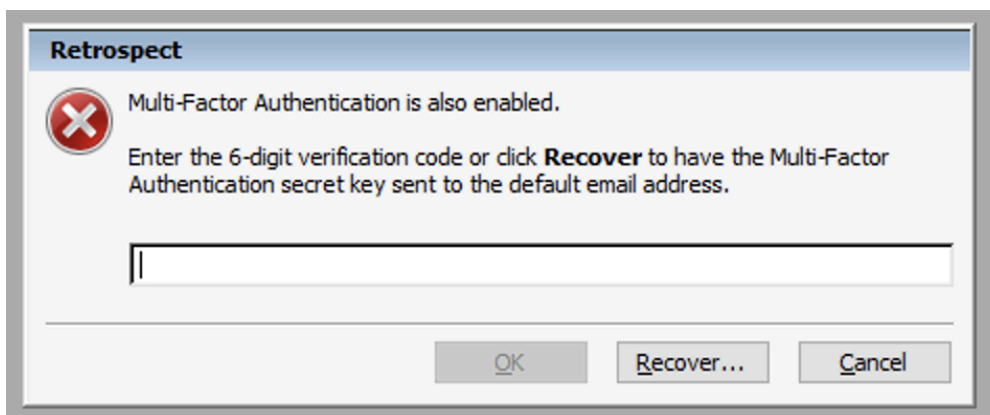 Retrospect
Multi-Factor Authentication is also enabled.
Enter the 6-digit verification code or click Recover to have the Multi-Factor
Authentication secret key sent to the default email address.
OK
Recover...
Cancel